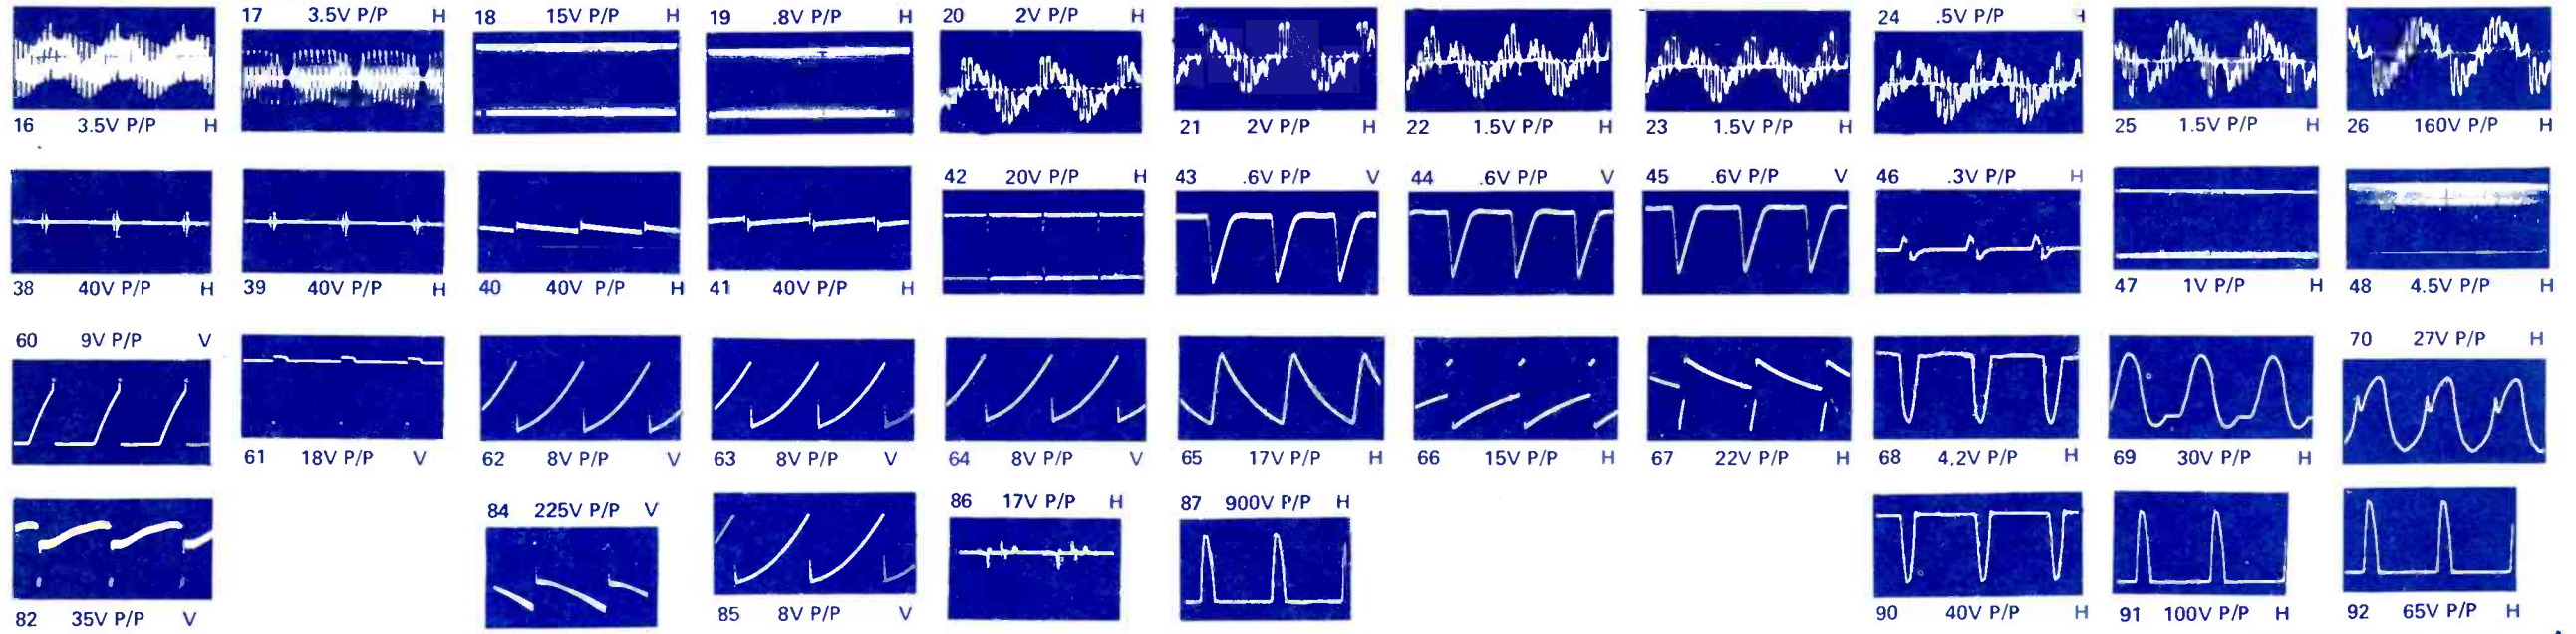 16 3.5V P/P H
17 3.5V P/P H
18 15V P/P H
19 .8V P/P H
20 2V P/P H
21 2V P/P H
22 1.5V P/P H
23 1.5V P/P H
24 .5V P/P H
25 1.5V P/P H
26 160V P/P H
38 40V P/P H
39 40V P/P H
40 40V P/P H
41 40V P/P H
42 20V P/P H
43 .6V P/P V
44 .6V P/P V
45 .6V P/P V
46 .3V P/P H
47 1V P/P H
48 4.5V P/P H
60 9V P/P V
61 18V P/P V
62 8V P/P V
63 8V P/P V
64 8V P/P V
65 17V P/P H
66 15V P/P H
67 22V P/P H
68 4.2V P/P H
69 30V P/P H
70 27V P/P H
82 35V P/P V
84 225V P/P V
85 8V P/P V
86 17V P/P H
87 900V P/P H
90 40V P/P H
91 100V P/P H
92 65V P/P H